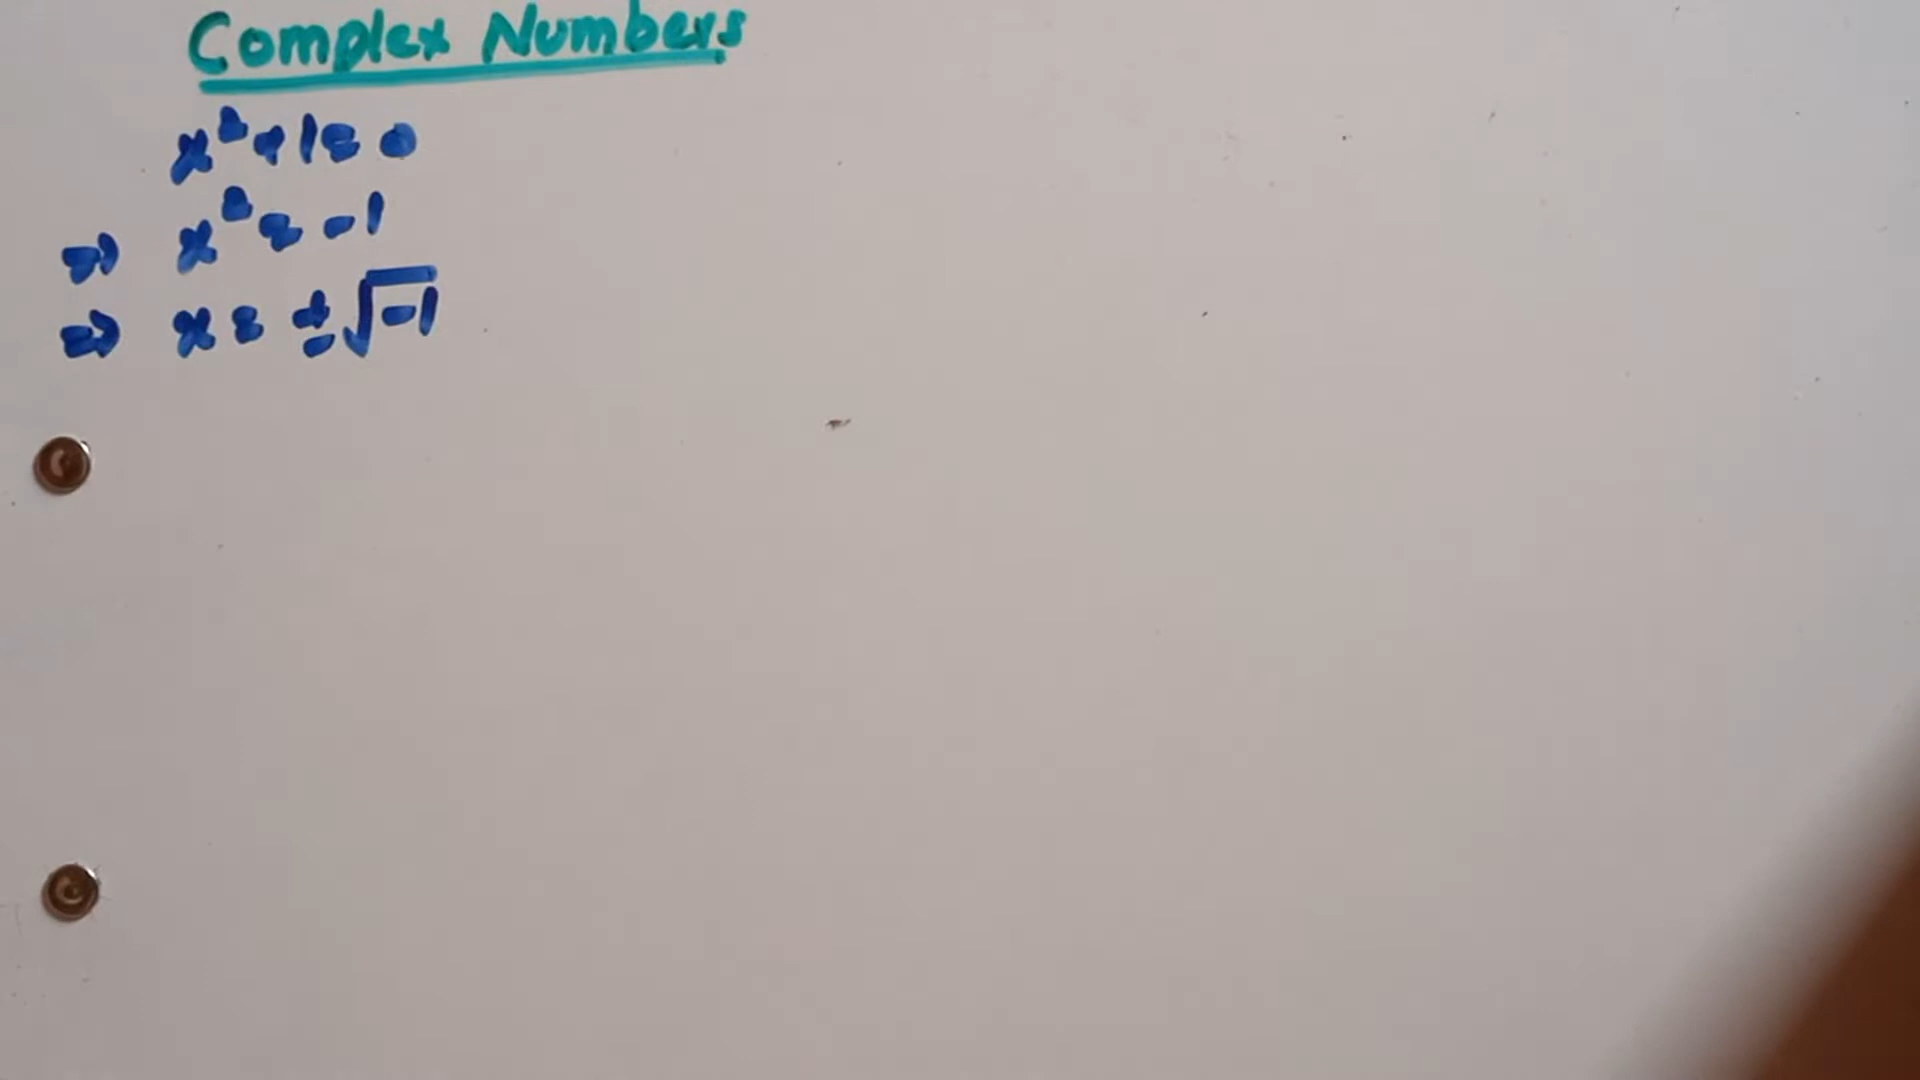 Complex Numbers
x² + 1 = 0
⇒ x² = -1
⇒ x = ±√-1